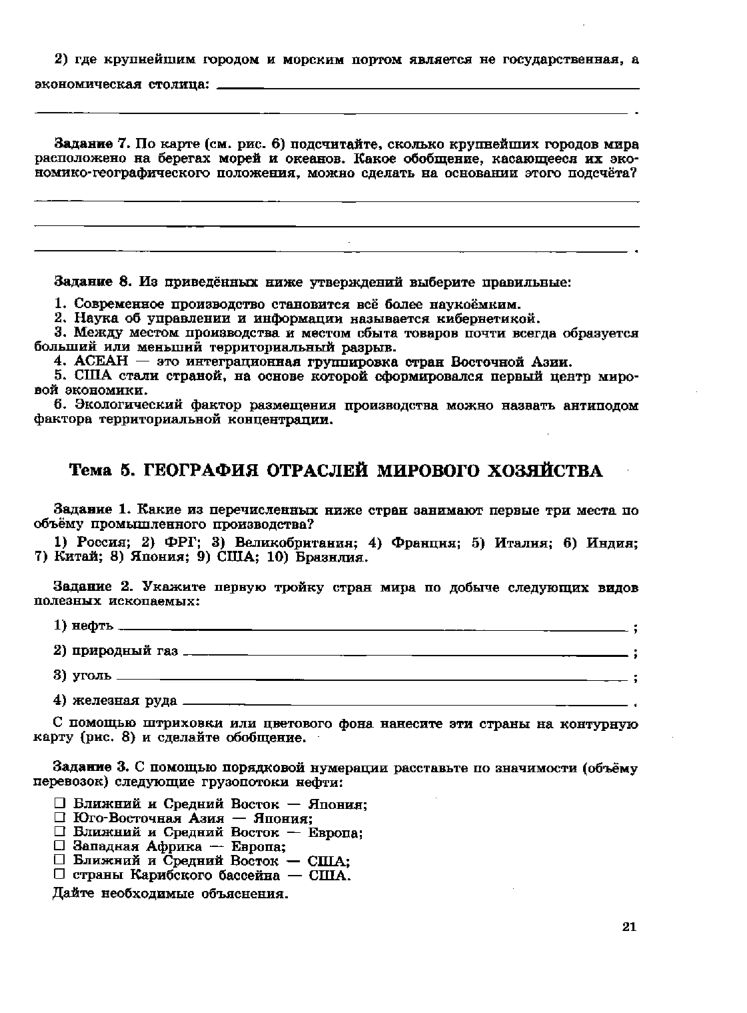 2) где крупнейшим городом и морским портом является не государственная, а
экономическая столица:
.
Задание 7. По карте (см. рис. 6) подсчитайте, сколько крупнейших городов мира
расположено на берегах морей и океанов. Какое обобщение, касающееся их эко-
номико-географического положения, можно сделать на основании этого подсчёта?
.
Задание 8. Из приведённых ниже утверждений выберите правильные:
1. Современное производство становится всё более наукоёмким.
2. Наука об управлении и информации называется кибернетикой.
3. Между местом производства и местом сбыта товаров почти всегда образуется
больший или меньший территориальный разрыв.
4. АСЕАН — это интеграционная группировка стран Восточной Азии.
5. США стали страной, на основе которой сформировался первый центр миро-
вой экономики.
6. Экологический фактор размещения производства можно назвать антиподом
фактора территориальной концентрации.
Тема 5. ГЕОГРАФИЯ ОТРАСЛЕЙ МИРОВОГО ХОЗЯЙСТВА
Задание 1. Какие из перечисленных ниже стран занимают первые три места по
объёму промышленного производства?
1) Россия; 2) ФРГ; 3) Великобритания; 4) Франция; 5) Италия; 6) Индия;
7) Китай; 8) Япония; 9) США; 10) Бразилия.
Задание 2. Укажите первую тройку стран мира по добыче следующих видов
полезных ископаемых:
1) нефть ;
2) природный газ ;
3) уголь ;
4) железная руда .
С помощью штриховки или цветового фона нанесите эти страны на контурную
карту (рис. 8) и сделайте обобщение.
Задание 3. С помощью порядковой нумерации расставьте по значимости (объёму
перевозок) следующие грузопотоки нефти:
☐ Ближний и Средний Восток — Япония;
☐ Юго-Восточная Азия — Япония;
☐ Ближний и Средний Восток — Европа;
☐ Западная Африка — Европа;
☐ Ближний и Средний Восток — США;
☐ страны Карибского бассейна — США.
Дайте необходимые объяснения.
21